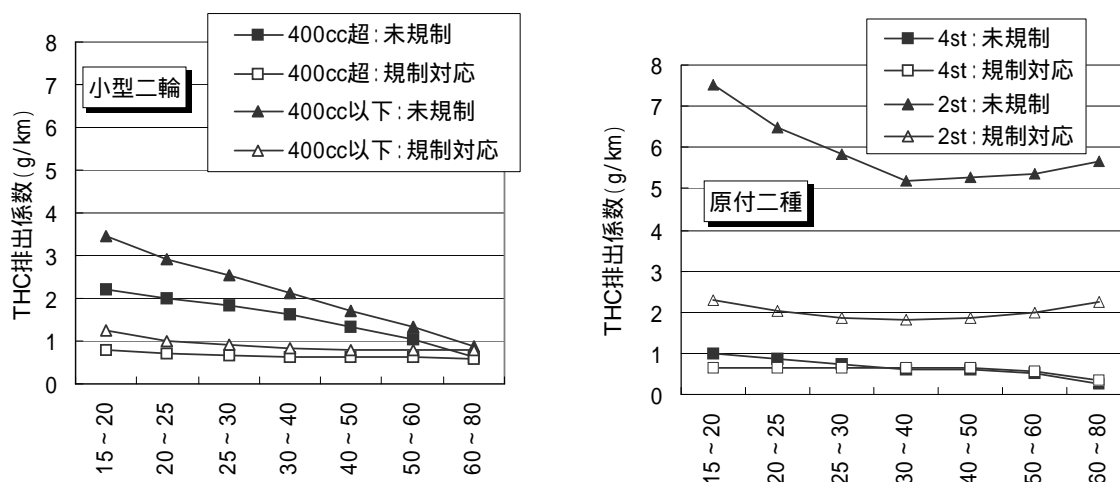 400cc超:未規制
400cc超:規制対応
400cc以下:未規制
400cc以下:規制対応
小型二輪
THC排出係数(g/km)
8
7
6
5
4
3
2
1
0
15~20
20~25
25~30
30~40
40~50
50~60
60~80
4st:未規制
4st:規制対応
2st:未規制
2st:規制対応
原付二種
THC排出係数(g/km)
8
7
6
5
4
3
2
1
0
15~20
20~25
25~30
30~40
40~50
50~60
60~80